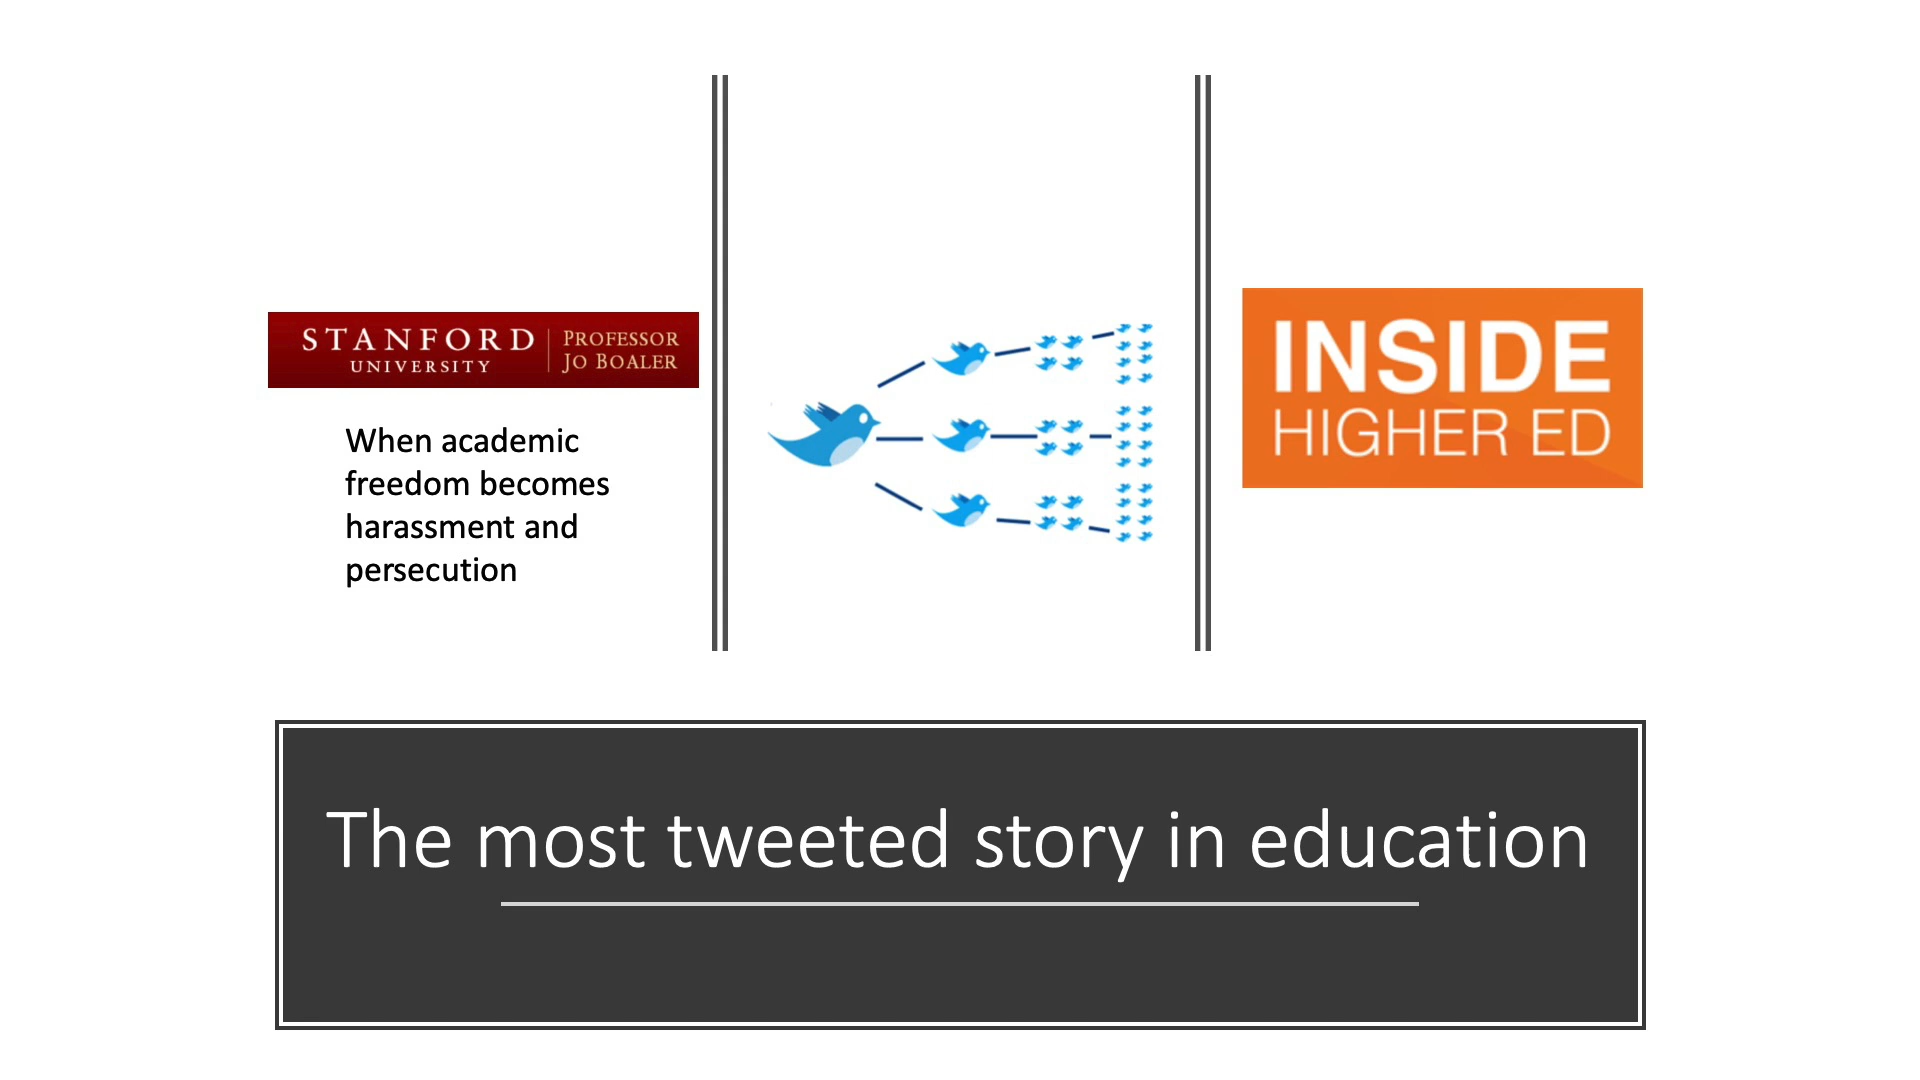 STANFORD
UNIVERSITY
PROFESSOR
JO BOALER
When academic
freedom becomes
harassment and
persecution
INSIDE
HIGHER ED
The most tweeted story in education